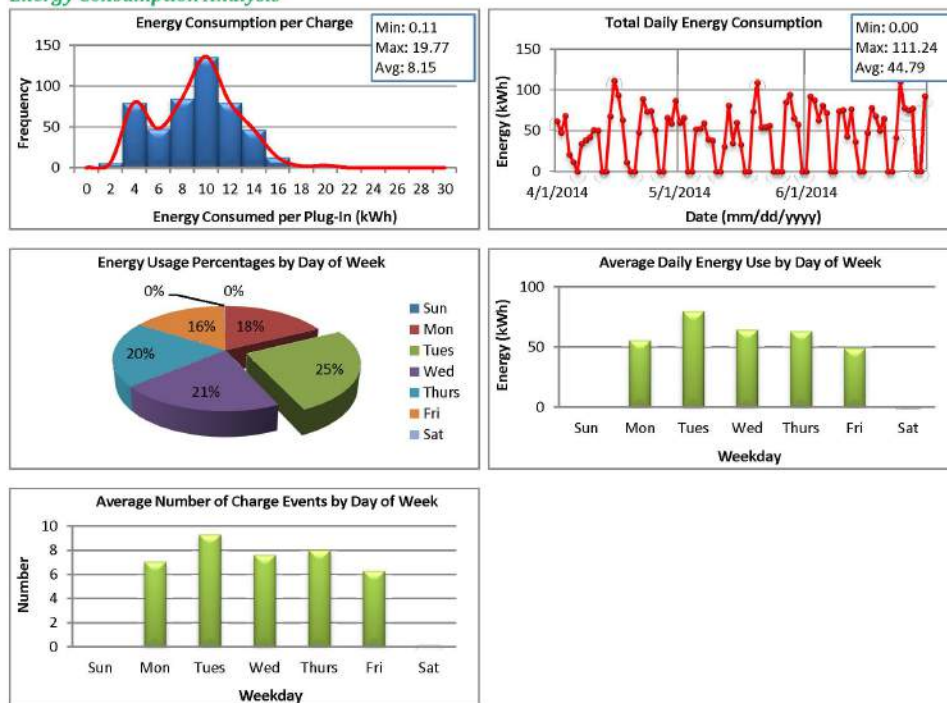 Energy Consumption Analysis
Energy Consumption per Charge
Min: 0.11
Max: 19.77
Avg: 8.15
Frequency
150
100
50
0
0 2 4 6 8 10 12 14 16 18 20 22 24 26 28 30
Energy Consumed per Plug-In (kWh)
Total Daily Energy Consumption
Min: 0.00
Max: 111.24
Avg: 44.79
Energy (kWh)
150
100
50
0
4/1/2014 5/1/2014 6/1/2014
Date (mm/dd/yyyy)
Energy Usage Percentages by Day of Week
0% 0%
16% 18%
20% 25%
21%
Sun
Mon
Tues
Wed
Thurs
Fri
Sat
Average Daily Energy Use by Day of Week
Energy (kWh)
100
50
0
Sun Mon Tues Wed Thurs Fri Sat
Weekday
Average Number of Charge Events by Day of Week
Number
10
8
6
4
2
0
Sun Mon Tues Wed Thurs Fri Sat
Weekday